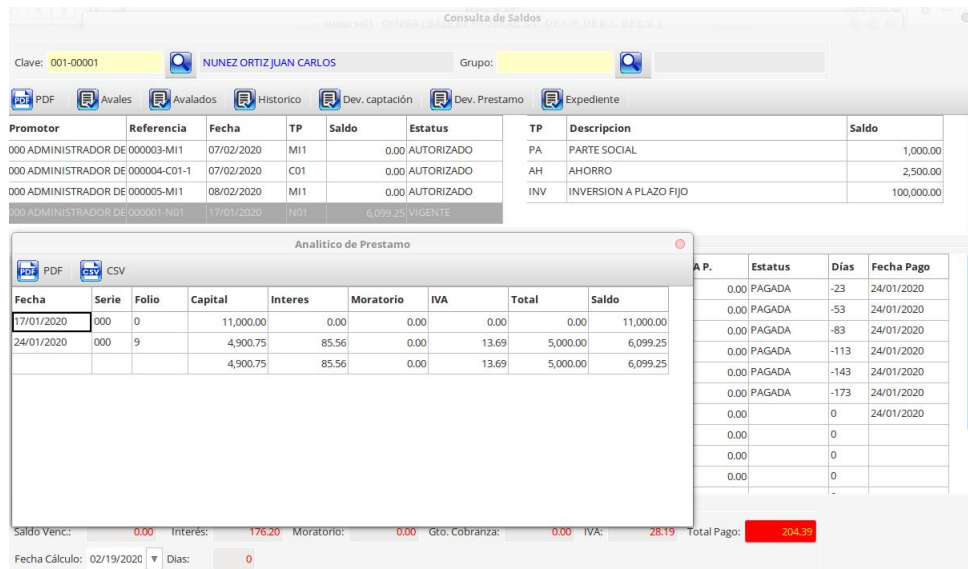 Consulta de Saldos
Clave: 001-00001 NUNEZ ORTIZ JUAN CARLOS Grupo:
PDF PDF Avales Avalados Historico Dev. captación Dev. Prestamo Expediente
Promotor Referencia Fecha TP Saldo Estatus TP Descripcion Saldo
000 ADMINISTRADOR DE 000003-MI1 07/02/2020 MI1 0.00 AUTORIZADO PA PARTE SOCIAL 1,000.00
000 ADMINISTRADOR DE 000004-C01-1 07/02/2020 C01 0.00 AUTORIZADO AH AHORRO 2,500.00
000 ADMINISTRADOR DE 000005-MI1 08/02/2020 MI1 0.00 AUTORIZADO INV INVERSION A PLAZO FIJO 100,000.00
000 ADMINISTRADOR DE 000001-N01 17/01/2020 N01 6,099.25 VIGENTE
Analitico de Prestamo
PDF PDF CSV CSV
Fecha Serie Folio Capital Interes Moratorio IVA Total Saldo
17/01/2020 000 0 11,000.00 0.00 0.00 0.00 0.00 11,000.00
24/01/2020 000 9 4,900.75 85.56 0.00 13.69 5,000.00 6,099.25
4,900.75 85.56 0.00 13.69 5,000.00 6,099.25
A P. Estatus Días Fecha Pago
0.00 PAGADA -23 24/01/2020
0.00 PAGADA -53 24/01/2020
0.00 PAGADA -83 24/01/2020
0.00 PAGADA -113 24/01/2020
0.00 PAGADA -143 24/01/2020
0.00 PAGADA -173 24/01/2020
0.00 0 24/01/2020
0.00 0
0.00 0
0.00 0
Saldo Venc.: 0.00 Interés: 176.20 Moratorio: 0.00 Gto. Cobranza: 0.00 IVA: 28.19 Total Pago: 204.39
Fecha Cálculo: 02/19/2020 Dias: 0